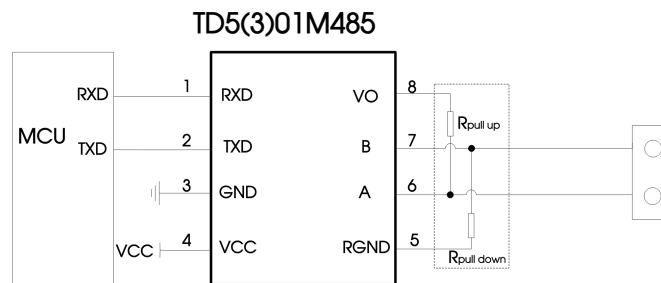 TD5(3)01M485
MCU RXD 1 RXD VO 8 Rpull up
TXD 2 TXD B 7
3 GND A 6
VCC 4 VCC RGND 5 Rpull down